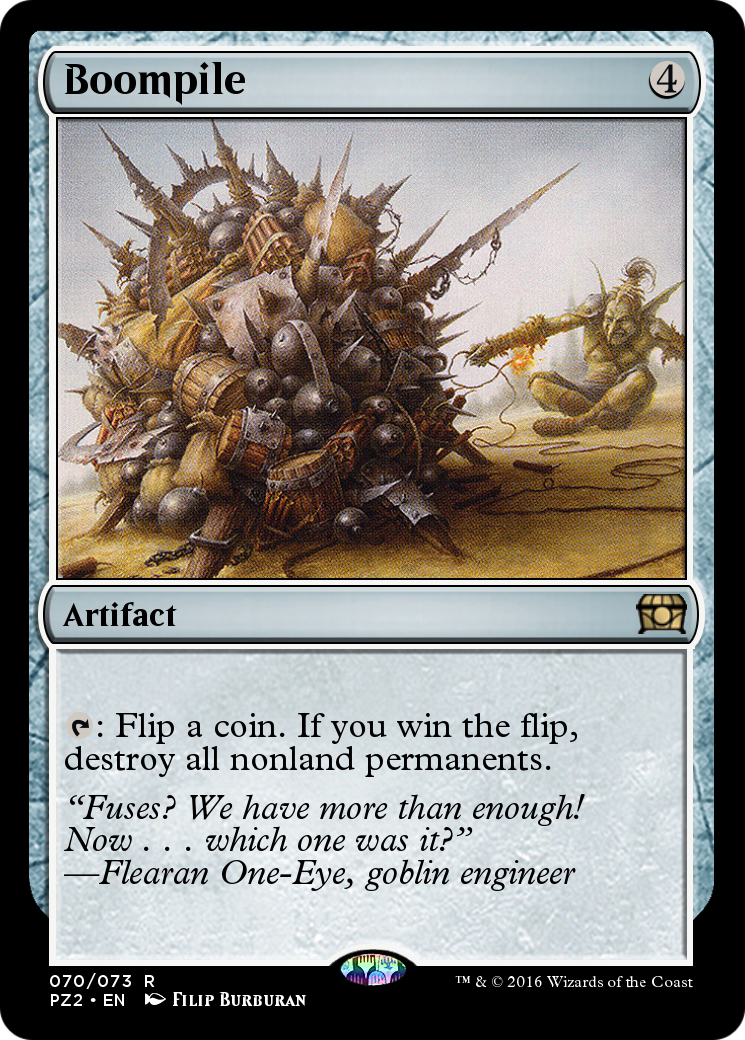 Boompile
4
Artifact
: Flip a coin. If you win the flip,
destroy all nonland permanents.
“Fuses? We have more than enough!
Now . . . which one was it?”
—Flearan One-Eye, goblin engineer
070/073 R
PZ2 • EN Filip Burburan
™ & © 2016 Wizards of the Coast